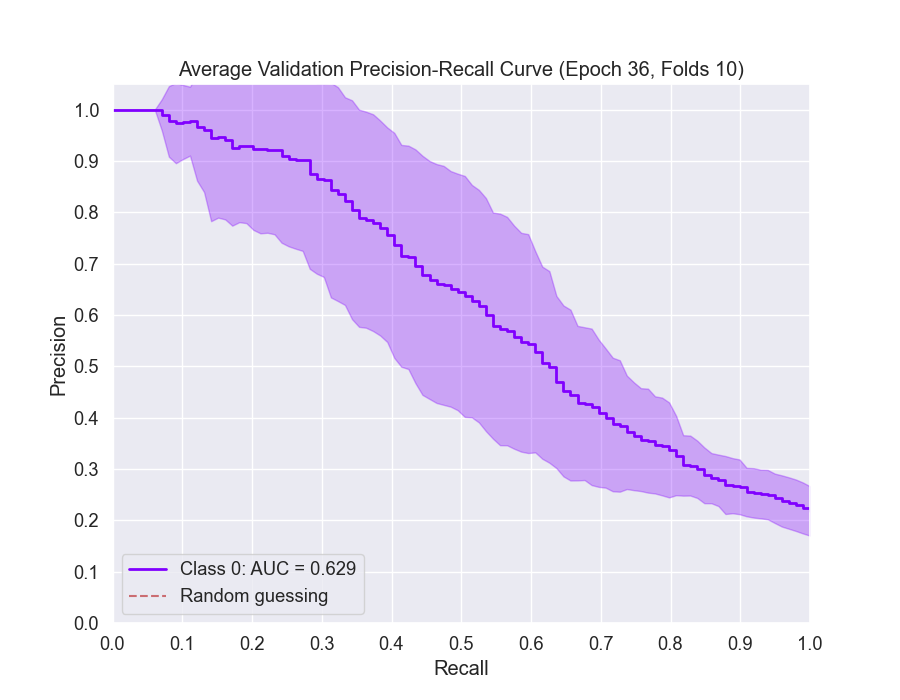 Average Validation Precision-Recall Curve (Epoch 36, Folds 10)
Precision
1.0
0.9
0.8
0.7
0.6
0.5
0.4
0.3
0.2
0.1
0.0
Class 0: AUC = 0.629
Random guessing
0.0 0.1 0.2 0.3 0.4 0.5 0.6 0.7 0.8 0.9 1.0
Recall